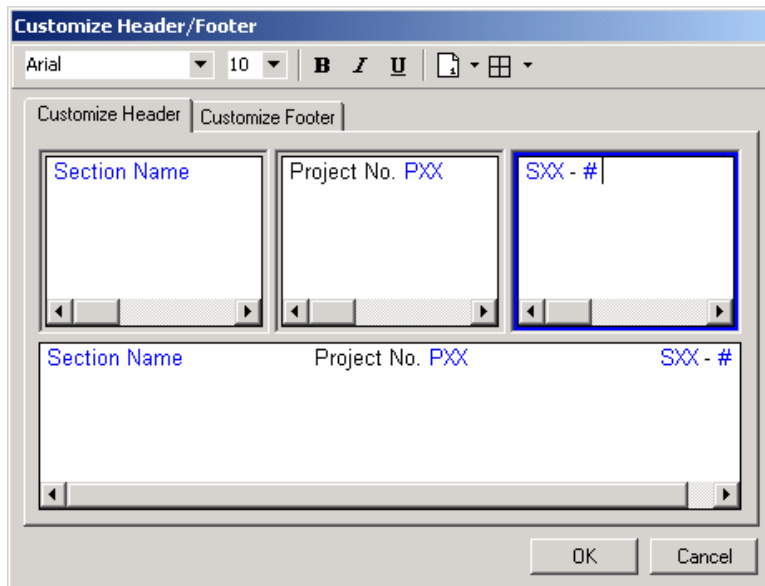 Customize Header/Footer
Arial 10 B I U
Customize Header Customize Footer
Section Name Project No. PXX SXX - #
Section Name Project No. PXX SXX - #
OK Cancel